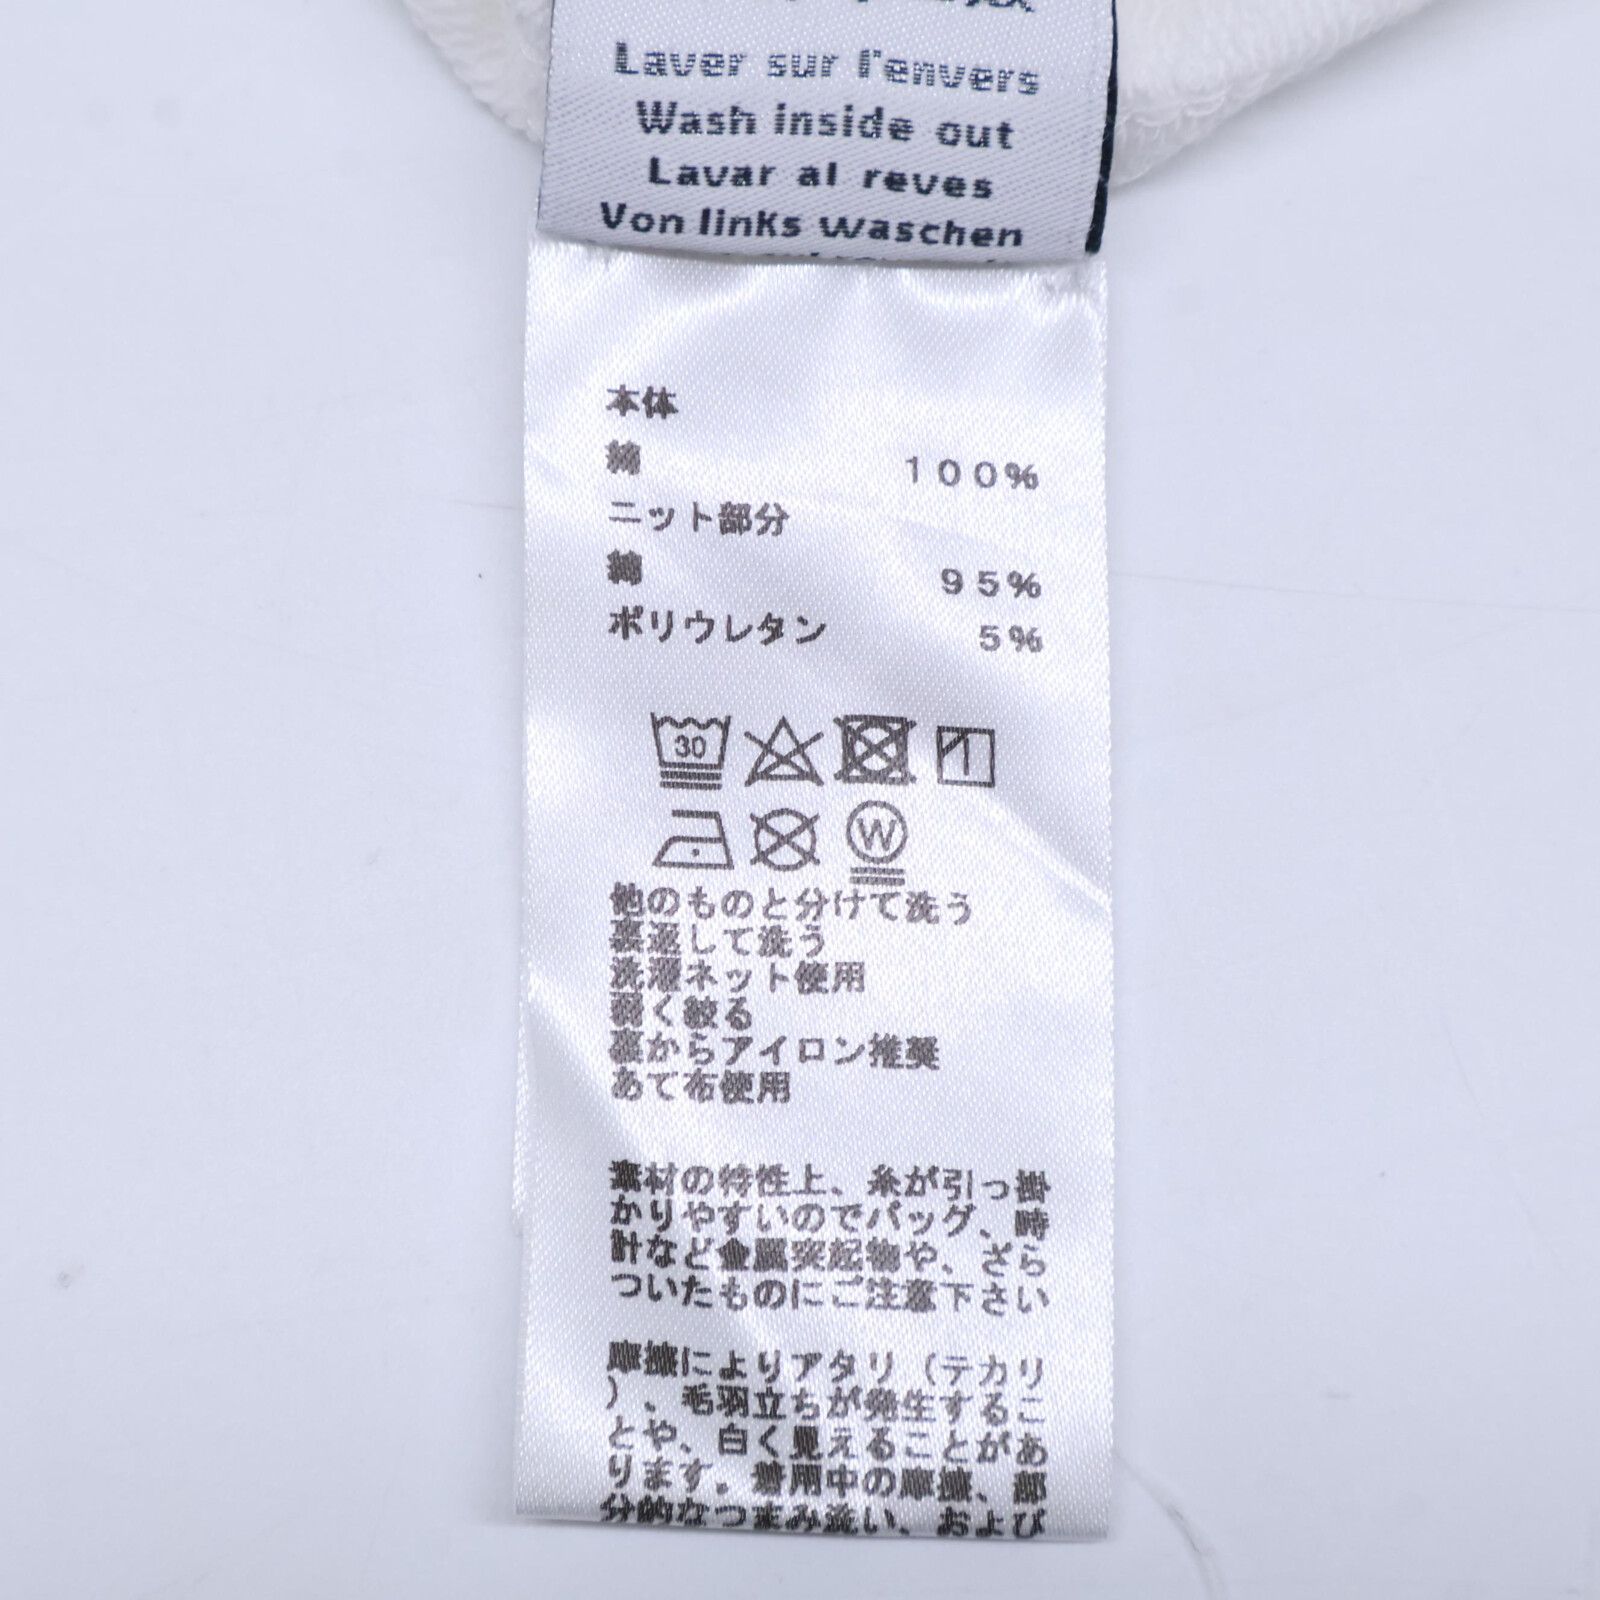 Laver sur l'envers
Wash inside out
Lavar al reves
Von links waschen
本体
綿 100%
ニット部分
綿 95%
ポリウレタン 5%
30
W
他のものと分けて洗う
裏返して洗う
洗濯ネット使用
弱く絞る
裏からアイロン推奨
あて布使用
素材の特性上、糸が引っ掛
かりやすいのでバッグ、時
計など金属突起物や、ざら
ついたものにご注意下さい
摩擦によりアタリ(テカリ
)、毛羽立ちが発生するこ
とや、白く見えることがあ
ります。着用中の摩擦、部
分的なつまみ洗い、および